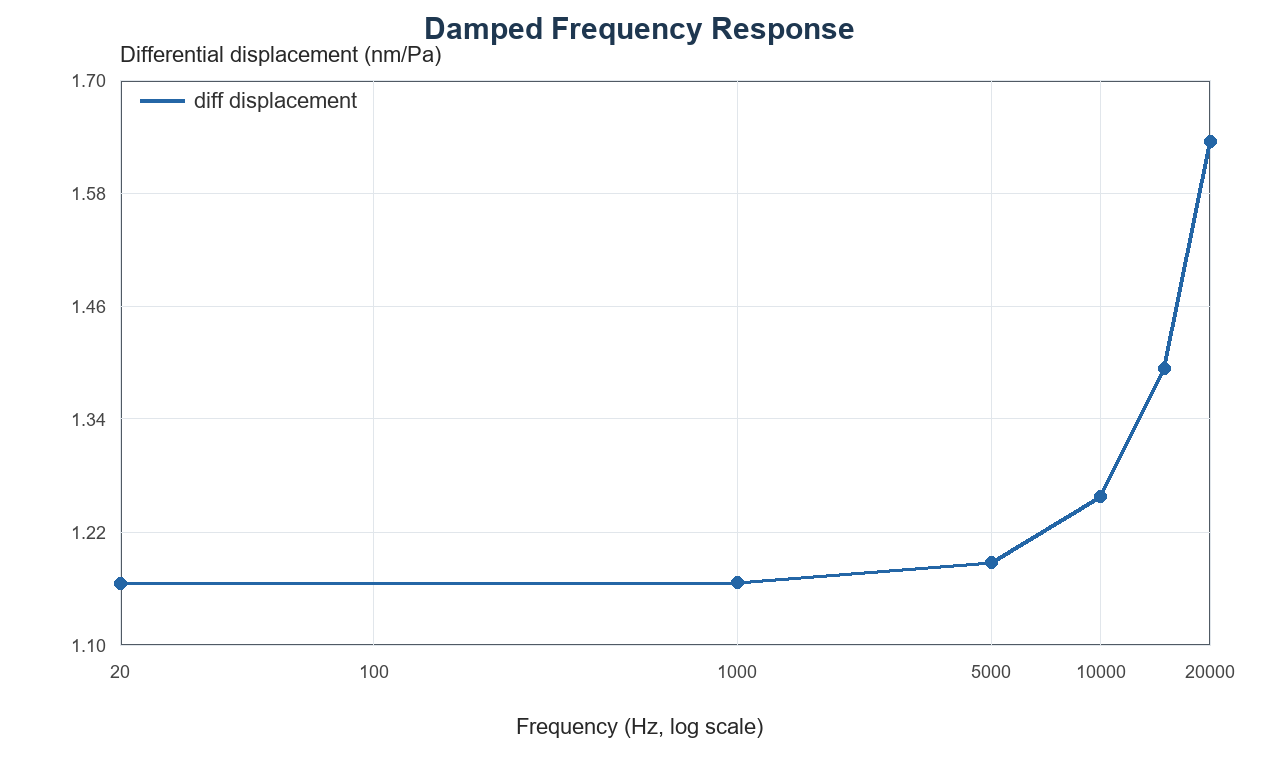 Damped Frequency Response
Differential displacement (nm/Pa)
diff displacement
1.70
1.58
1.46
1.34
1.22
1.10
20 100 1000 5000 10000 20000
Frequency (Hz, log scale)